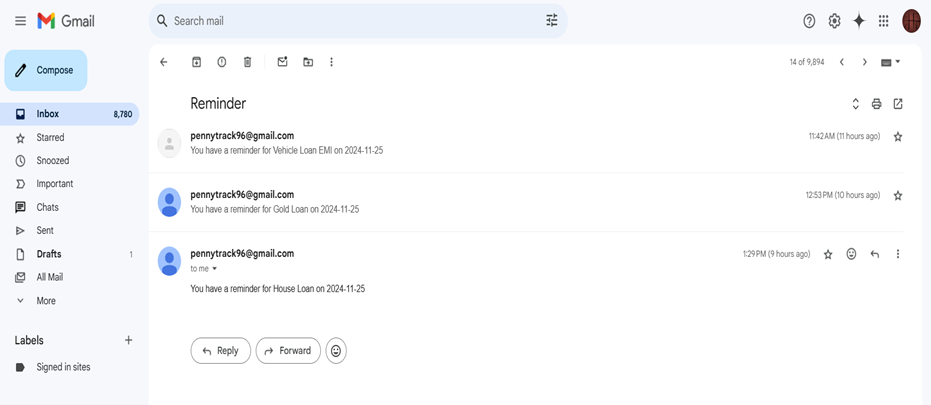 Gmail
Search mail
Compose
14 of 9,894
Inbox 8,780
Starred
Snoozed
Important
Chats
Sent
Drafts 1
All Mail
More
Labels
Signed in sites
Reminder
pennytrack96@gmail.com 11:42 AM (11 hours ago)
You have a reminder for Vehicle Loan EMI on 2024-11-25
pennytrack96@gmail.com 12:53 PM (10 hours ago)
You have a reminder for Gold Loan on 2024-11-25
pennytrack96@gmail.com 1:29 PM (9 hours ago)
to me
You have a reminder for House Loan on 2024-11-25
Reply Forward